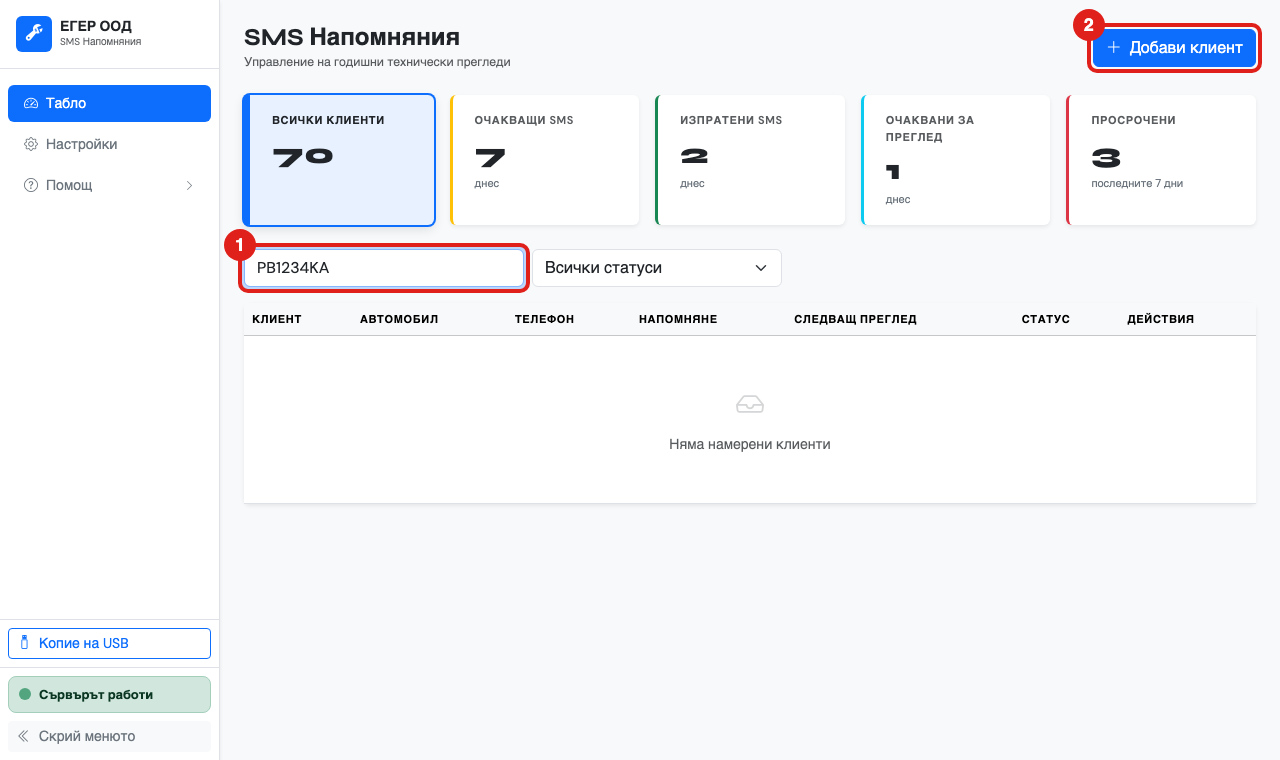 ЕГЕР ООД
SMS Напомняния
Табло
Настройки
Помощ
Копие на USB
Сървърът работи
Скрий менюто
SMS Напомняния
Управление на годишни технически прегледи
2
Добави клиент
ВСИЧКИ КЛИЕНТИ
70
ОЧАКВАЩИ SMS
7
днес
ИЗПРАТЕНИ SMS
2
днес
ОЧАКВАНИ ЗА
ПРЕГЛЕД
1
днес
ПРОСРОЧЕНИ
3
последните 7 дни
1
РВ1234КА
Всички статуси
КЛИЕНТ АВТОМОБИЛ ТЕЛЕФОН НАПОМНЯНЕ СЛЕДВАЩ ПРЕГЛЕД СТАТУС ДЕЙСТВИЯ
Няма намерени клиенти